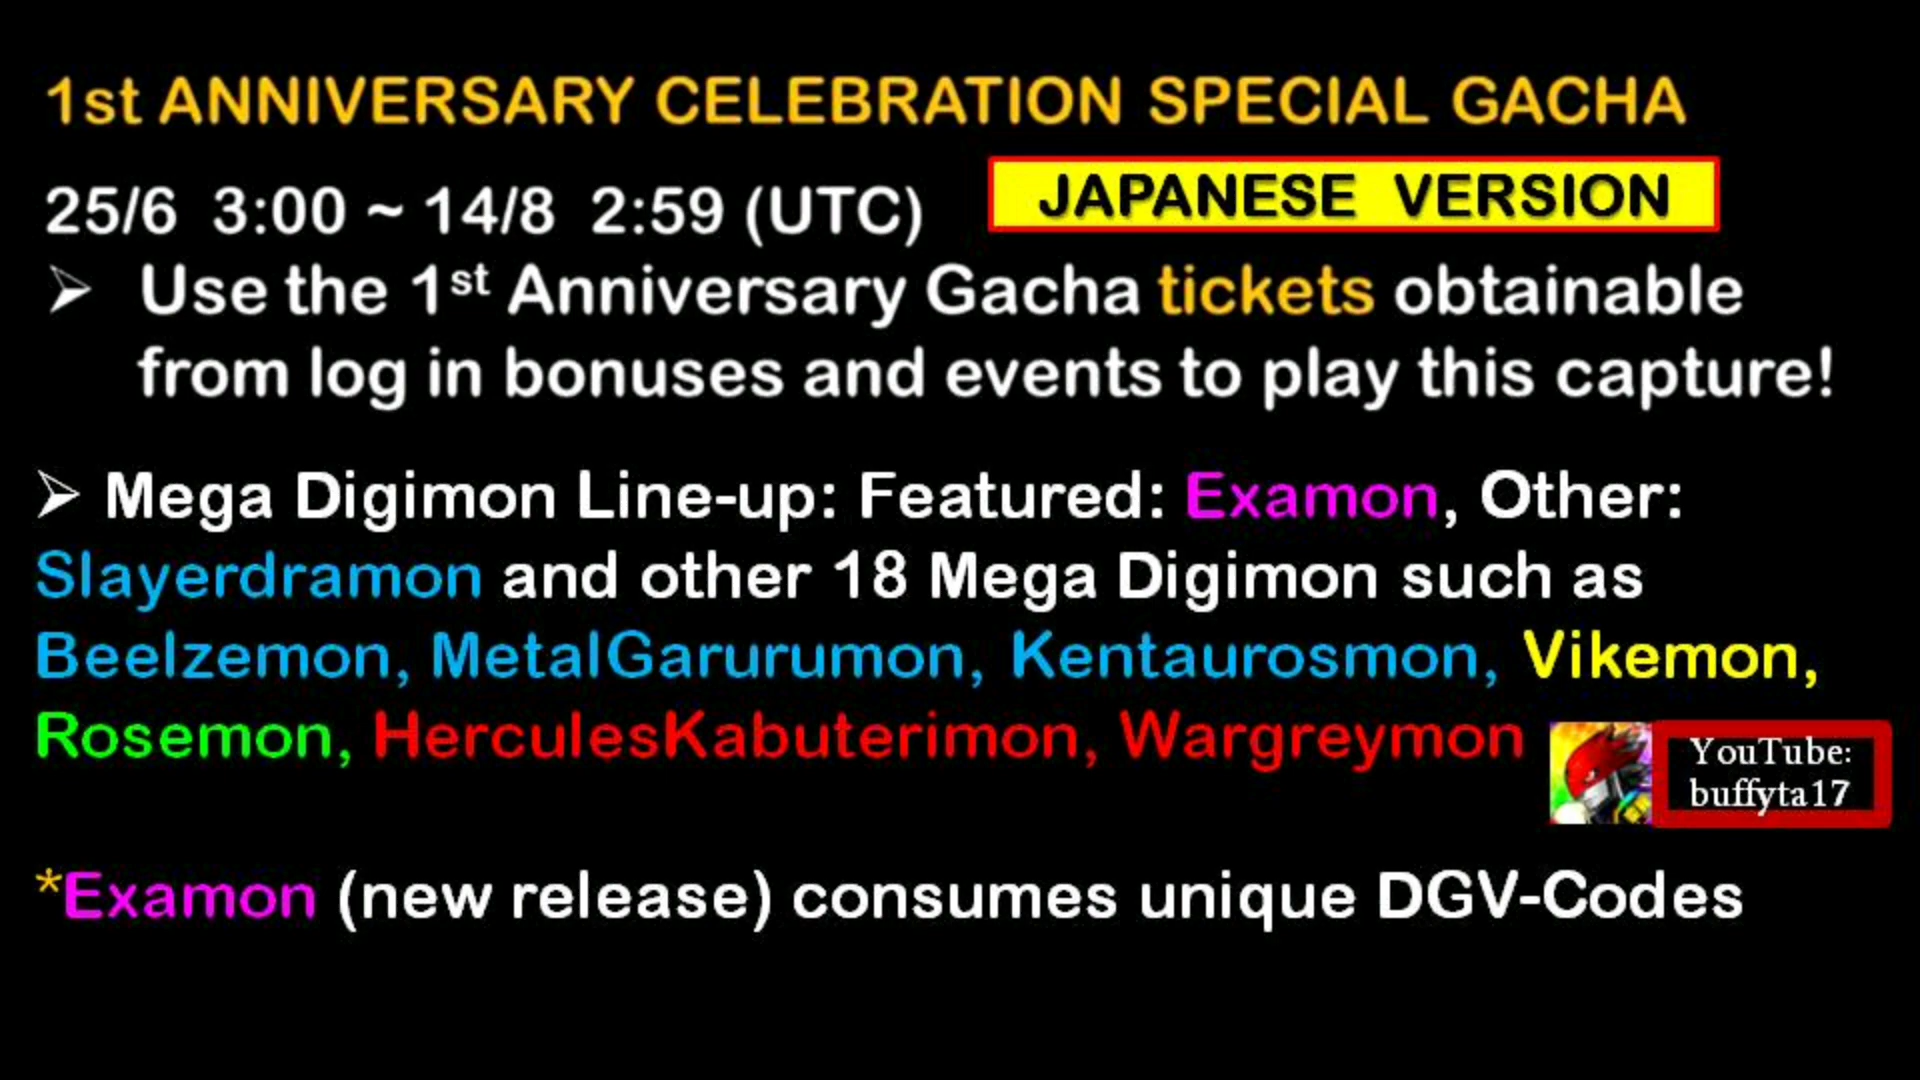 1st ANNIVERSARY CELEBRATION SPECIAL GACHA
25/6 3:00 ~ 14/8 2:59 (UTC)
JAPANESE VERSION
➢ Use the 1st Anniversary Gacha tickets obtainable
from log in bonuses and events to play this capture!
➢ Mega Digimon Line-up: Featured: Examon, Other:
Slayerdramon and other 18 Mega Digimon such as
Beelzemon, MetalGarurumon, Kentaurosmon, Vikemon,
Rosemon, HerculesKabuterimon, Wargreymon
YouTube:
buffyta17
*Examon (new release) consumes unique DGV-Codes